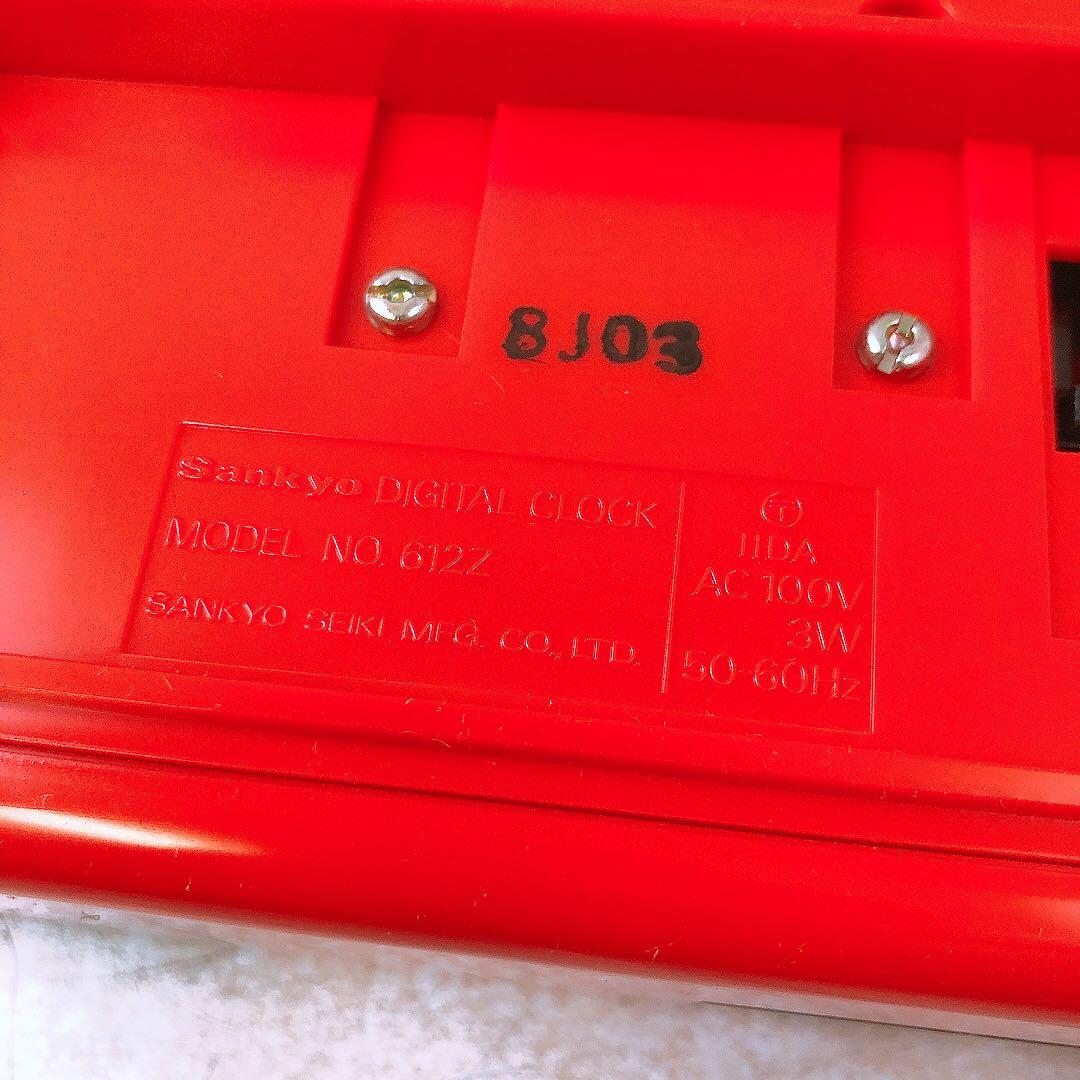 8J03
Sankyo DIGITAL CLOCK
MODEL NO. 612Z
SANKYO SEIKI MFG. CO., LTD.
T
IIDA
AC 100V
3W
50-60Hz